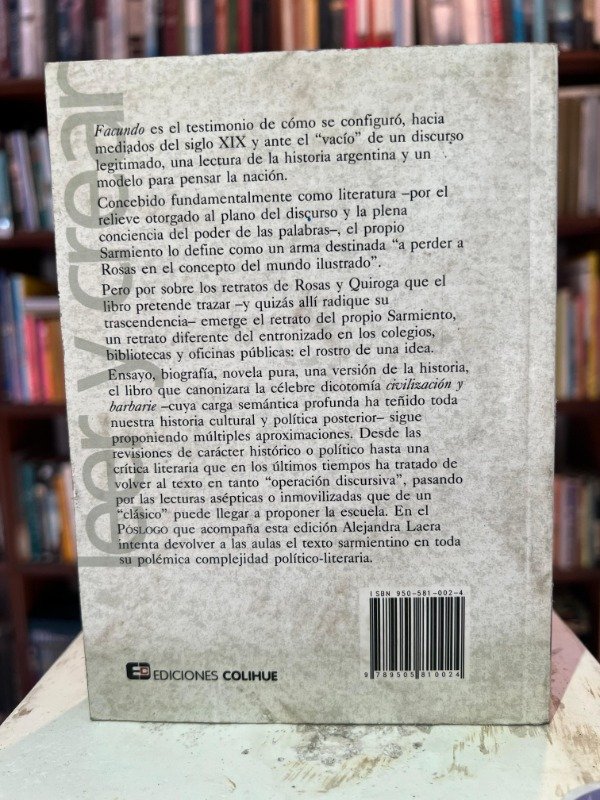 leer y crear
Facundo es el testimonio de cómo se configuró, hacia
mediados del siglo XIX y ante el “vacío” de un discurso
legitimado, una lectura de la historia argentina y un
modelo para pensar la nación.
Concebido fundamentalmente como literatura –por el
relieve otorgado al plano del discurso y la plena
conciencia del poder de las palabras–, el propio
Sarmiento lo define como un arma destinada “a perder a
Rosas en el concepto del mundo ilustrado”.
Pero por sobre los retratos de Rosas y Quiroga que el
libro pretende trazar –y quizás allí radique su
trascendencia– emerge el retrato del propio Sarmiento,
un retrato diferente del entronizado en los colegios,
bibliotecas y oficinas públicas: el rostro de una idea.
Ensayo, biografía, novela pura, una versión de la historia,
el libro que canonizara la célebre dicotomía civilización y
barbarie –cuya carga semántica profunda ha teñido toda
nuestra historia cultural y política posterior– sigue
proponiendo múltiples aproximaciones. Desde las
revisiones de carácter histórico o político hasta una
crítica literaria que en los últimos tiempos ha tratado de
volver al texto en tanto “operación discursiva”, pasando
por las lecturas asépticas o inmovilizadas que de un
“clásico” puede llegar a proponer la escuela. En el
PÓSLOGO que acompaña esta edición Alejandra Laera
intenta devolver a las aulas el texto sarmientino en toda
su polémica complejidad político-literaria.
ISBN 950-581-002-4
9 789505 810024
EDICIONES COLIHUE